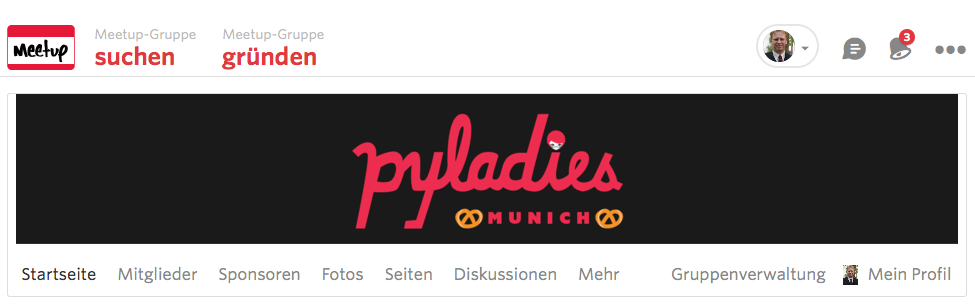 Meetup
Meetup-Gruppe
suchen
Meetup-Gruppe
gründen
3
pyladies
MUNICH
Startseite Mitglieder Sponsoren Fotos Seiten Diskussionen Mehr Gruppenverwaltung Mein Profil